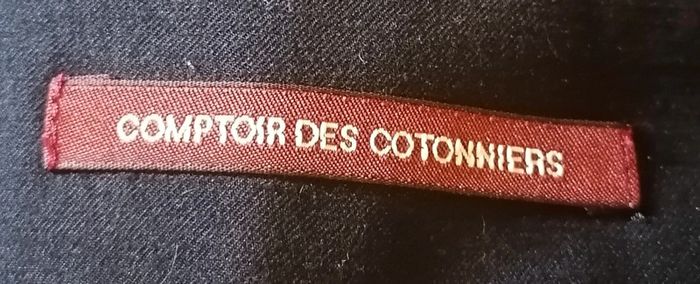 COMPTOIR DES COTONNIERS